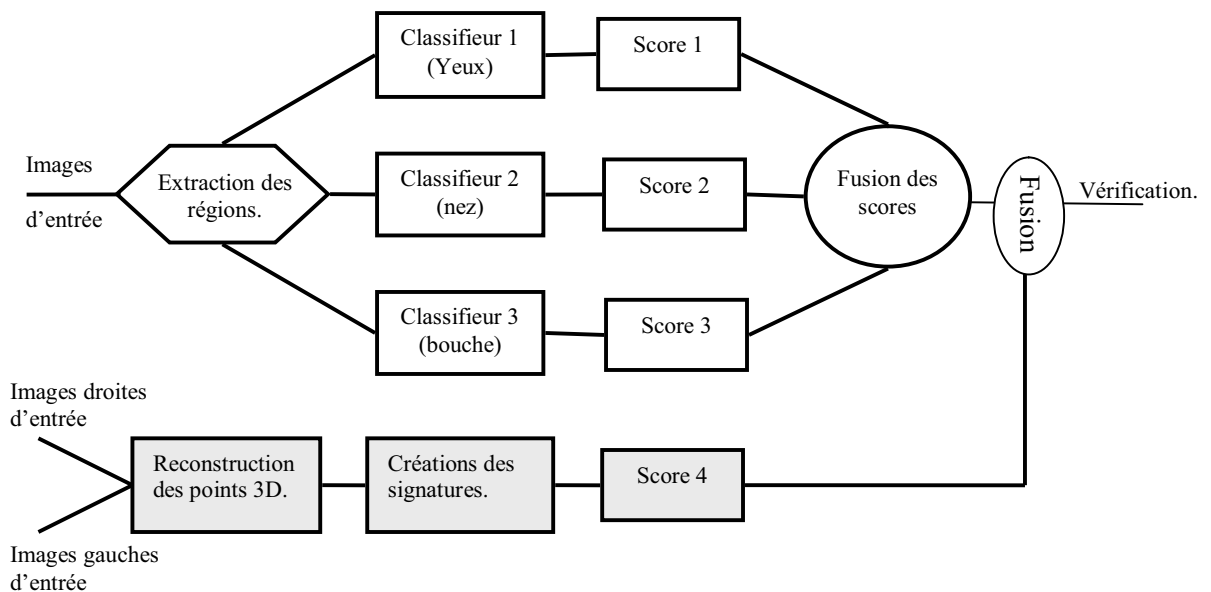 Classifieur 1
(Yeux)
Score 1
Images
d'entrée
Extraction des
régions.
Classifieur 2
(nez)
Score 2
Fusion des
scores
Fusion
Vérification.
Classifieur 3
(bouche)
Score 3
Images droites
d'entrée
Reconstruction
des points 3D.
Créations des
signatures.
Score 4
Images gauches
d'entrée